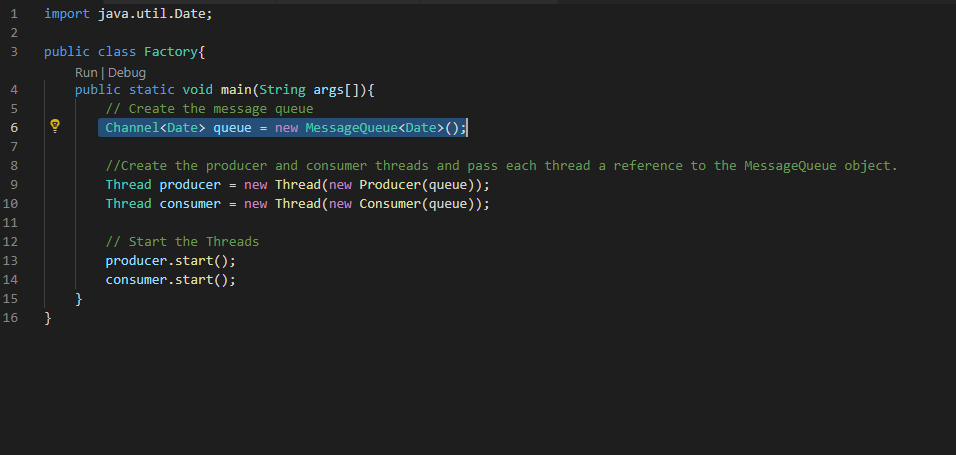 1 import java.util.Date;
2
3 public class Factory{
Run | Debug
4 public static void main(String args[]){
5 // Create the message queue
6 Channel<Date> queue = new MessageQueue<Date>();
7
8 //Create the producer and consumer threads and pass each thread a reference to the MessageQueue object.
9 Thread producer = new Thread(new Producer(queue));
10 Thread consumer = new Thread(new Consumer(queue));
11
12 // Start the Threads
13 producer.start();
14 consumer.start();
15 }
16 }